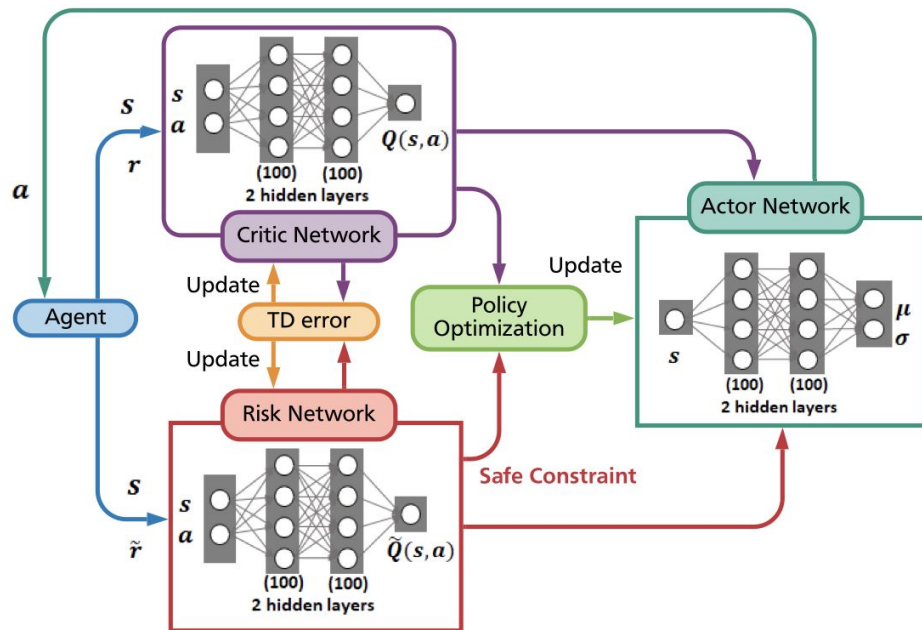 s
r
a
s
a
Q(s,a)
(100) (100)
2 hidden layers
Critic Network
Actor Network
Update
Agent
TD error
Policy
Optimization
Update
s
μ
σ
(100) (100)
2 hidden layers
Update
Risk Network
Safe Constraint
s
r̃
s
a
Q̃(s,a)
(100) (100)
2 hidden layers